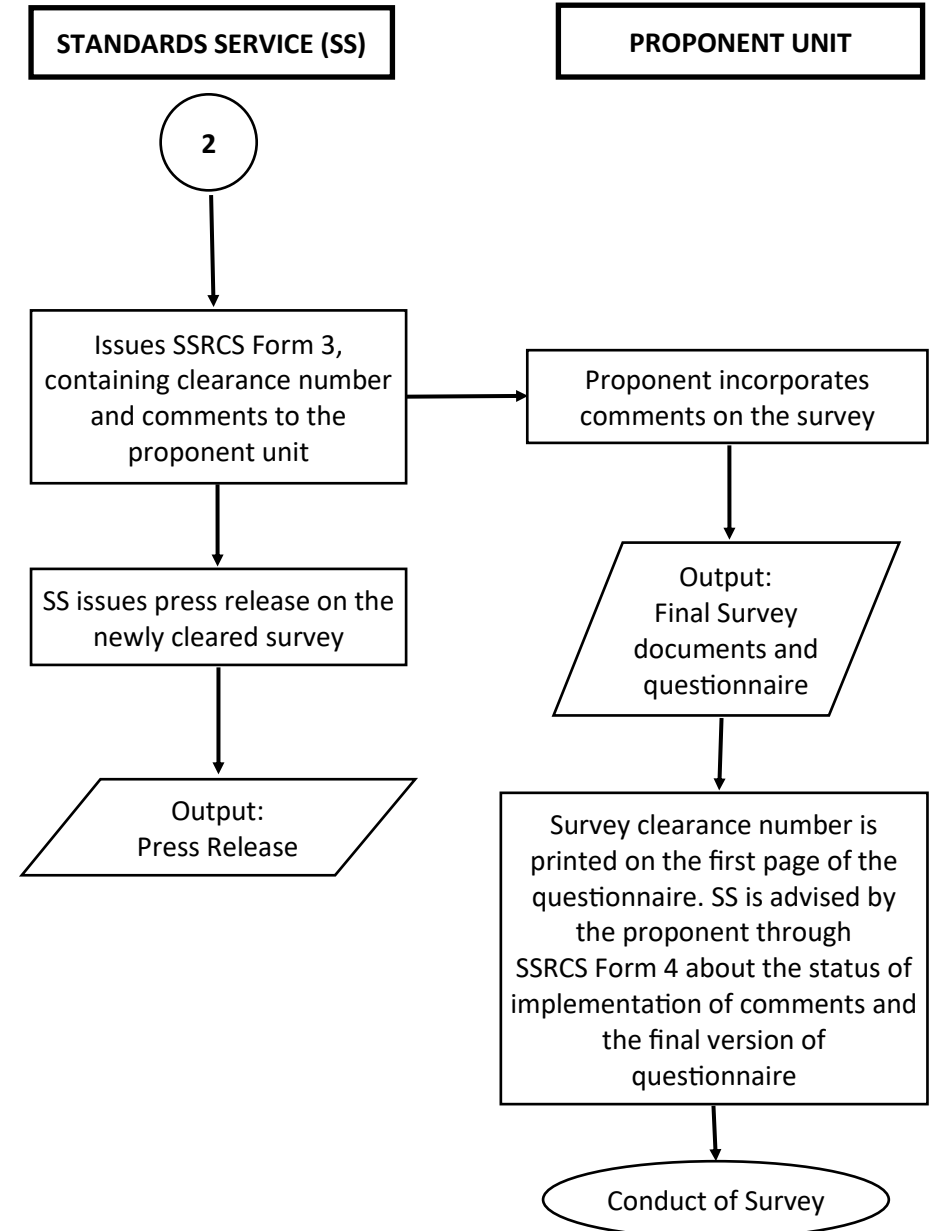 STANDARDS SERVICE (SS)
PROPONENT UNIT
2
Issues SSRCS Form 3,
containing clearance number
and comments to the
proponent unit
Proponent incorporates
comments on the survey
SS issues press release on the
newly cleared survey
Output:
Final Survey
documents and
questionnaire
Output:
Press Release
Survey clearance number is
printed on the first page of the
questionnaire. SS is advised by
the proponent through
SSRCS Form 4 about the status of
implementation of comments and
the final version of
questionnaire
Conduct of Survey